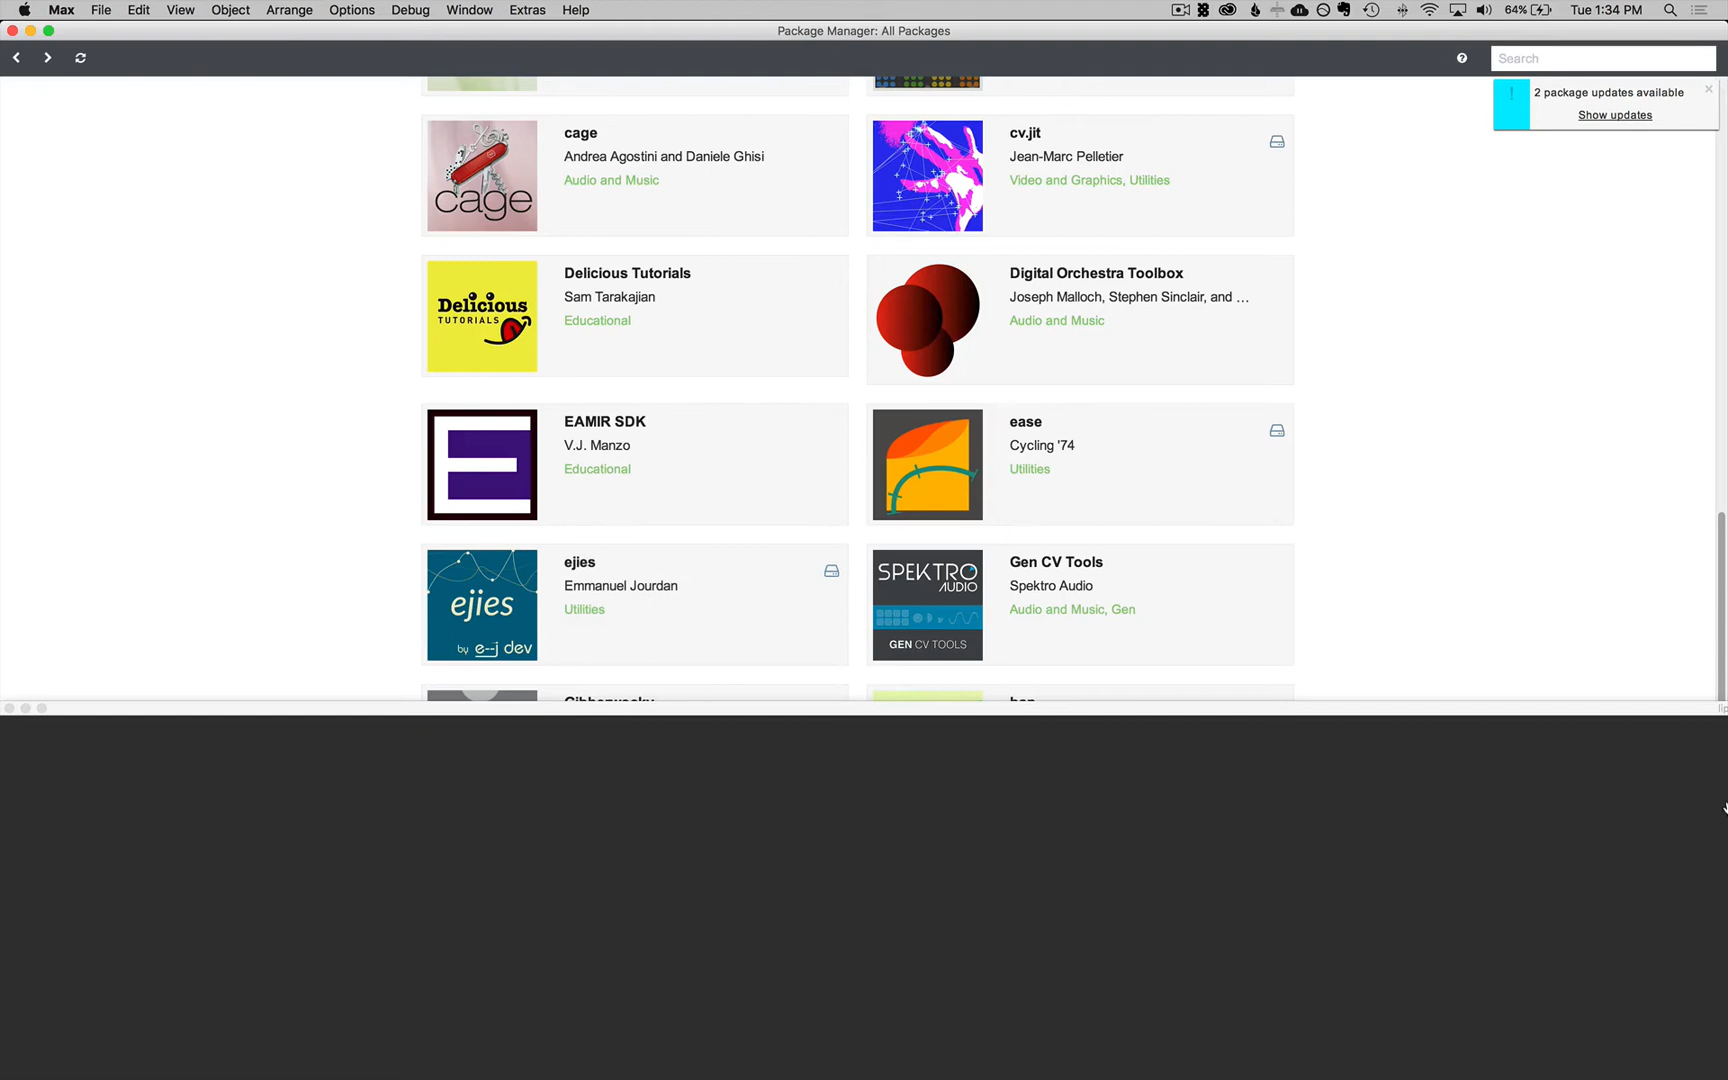 Max File Edit View Object Arrange Options Debug Window Extras Help 64% Tue 1:34 PM
Package Manager: All Packages
Search
2 package updates available
Show updates
cage
cage
Andrea Agostini and Daniele Ghisi
Audio and Music
cv.jit
Jean-Marc Pelletier
Video and Graphics, Utilities
Delicious
TUTORIALS
Delicious Tutorials
Sam Tarakajian
Educational
Digital Orchestra Toolbox
Joseph Malloch, Stephen Sinclair, and ...
Audio and Music
E
EAMIR SDK
V.J. Manzo
Educational
ease
Cycling '74
Utilities
ejies
by e--j dev
ejies
Emmanuel Jourdan
Utilities
SPEKTRO
AUDIO
GEN CV TOOLS
Gen CV Tools
Spektro Audio
Audio and Music, Gen